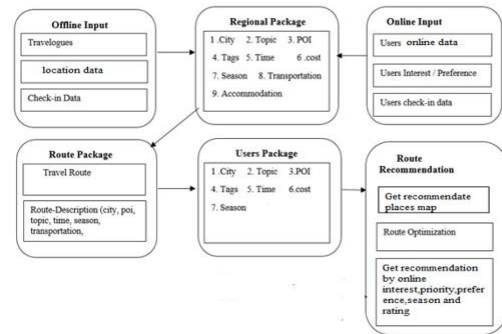 Offline Input
Travelogues
location data
Check-in Data
Regional Package
1 .City 2. Topic 3. POI
4. Tags 5. Time 6 .cost
7. Season 8. Transportation
9. Accommodation
Online Input
Users online data
Users Interest / Preference
Users check-in data
Route Package
Travel Route
Route-Description (city, poi,
topic, time, season,
transportation,
Users Package
1 .City 2. Topic 3.POI
4. Tags 5. Time 6.cost
7. Season
Route
Recommendation
Get recommendate
places map
Route Optimization
Get recommendation
by online
interest,priority,prefer
ence,season and
rating